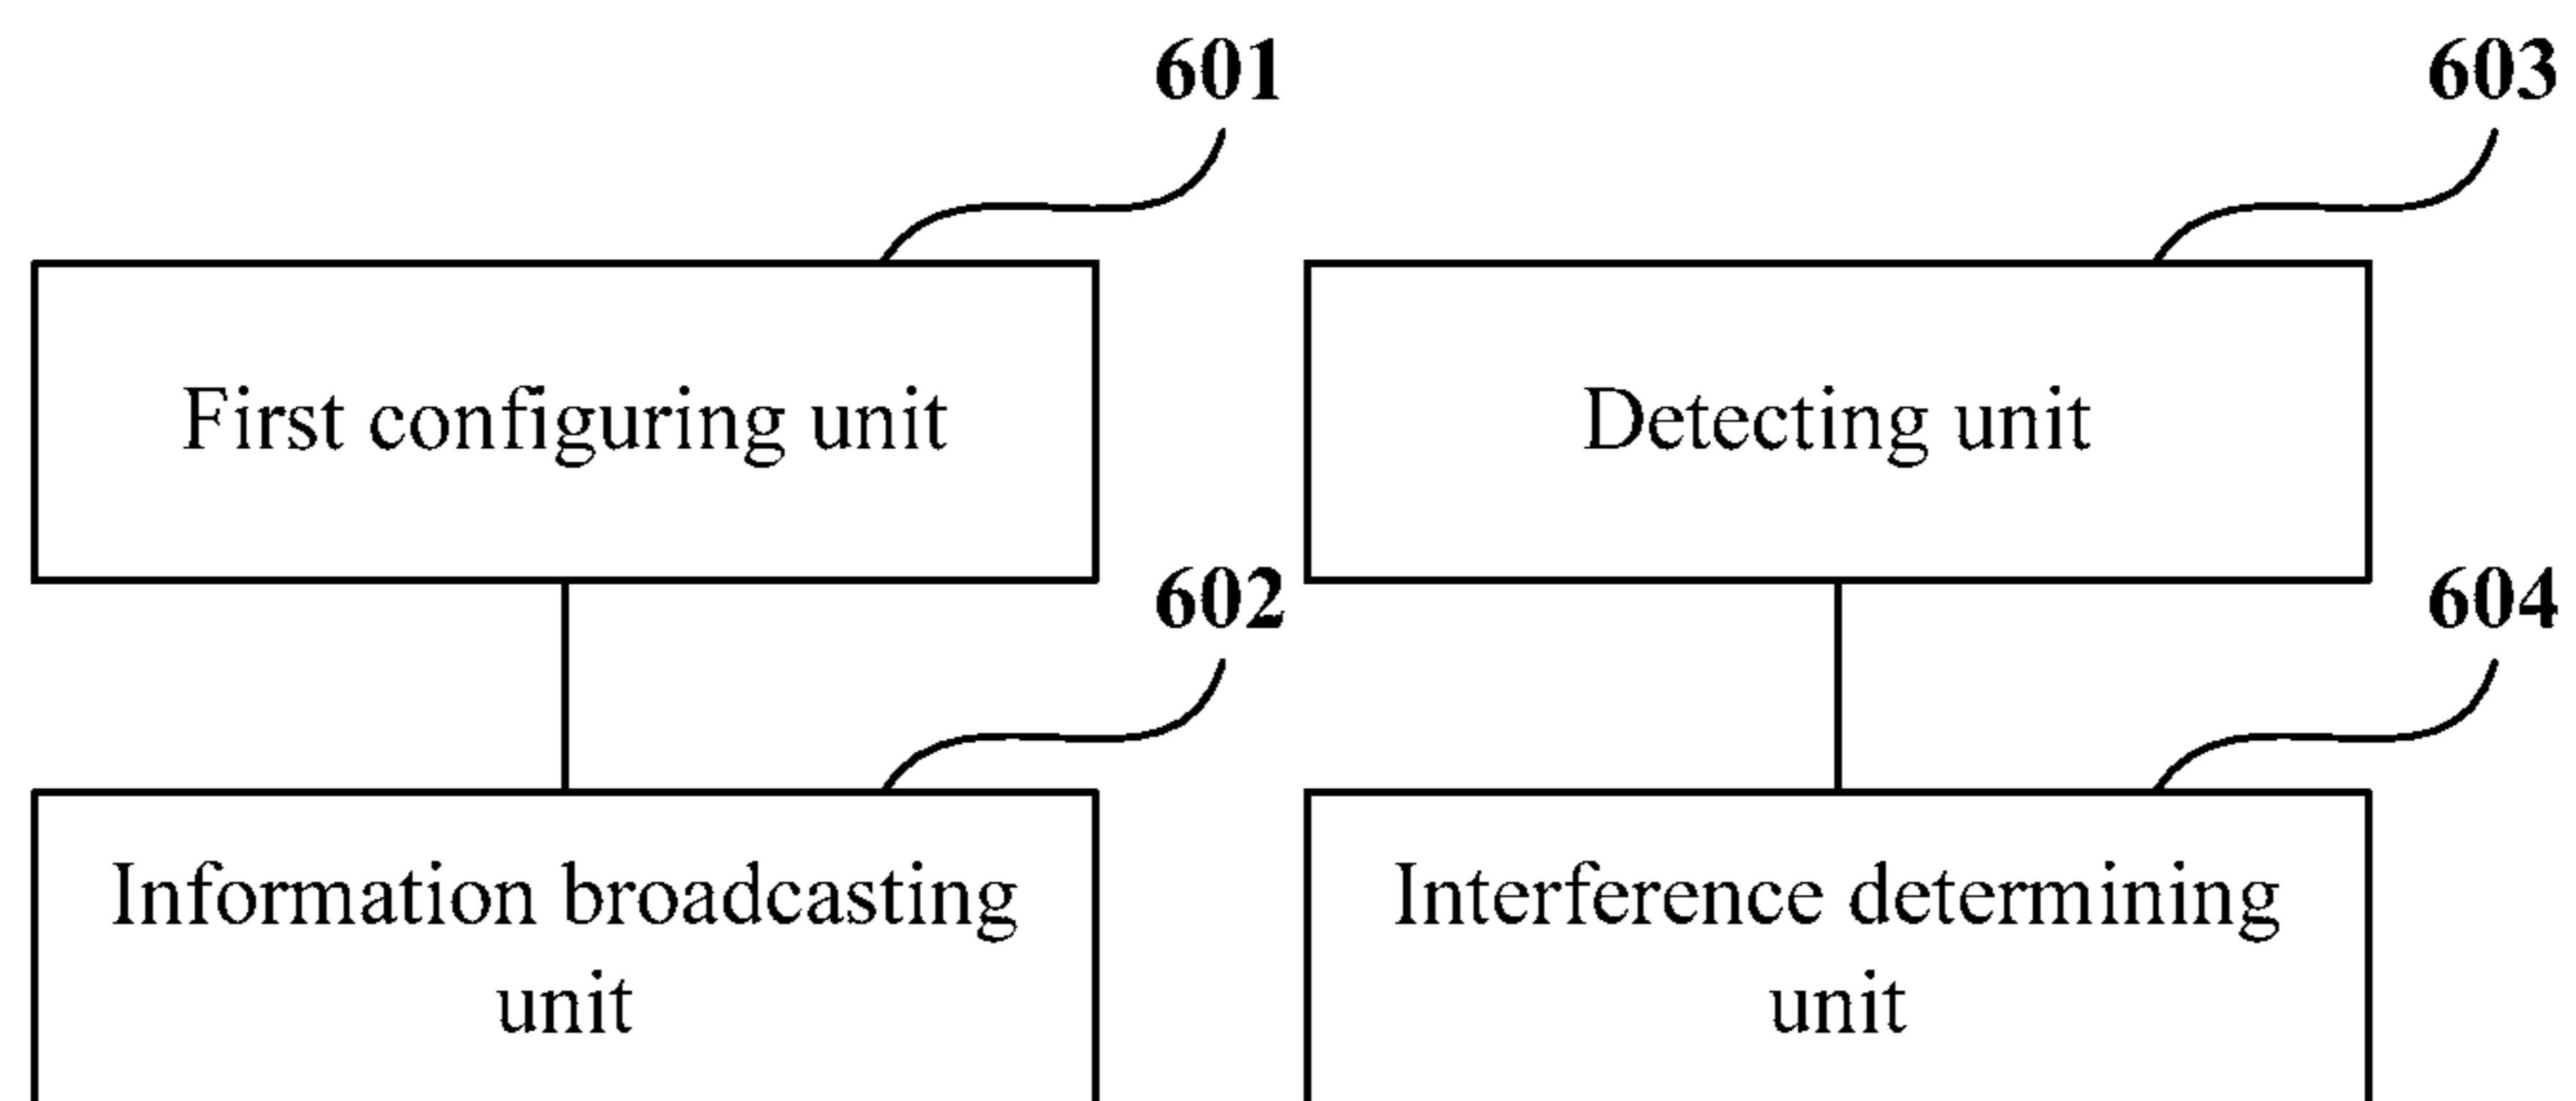 601
603
First configuring unit
Detecting unit
602
604
Information broadcasting
unit
Interference determining
unit